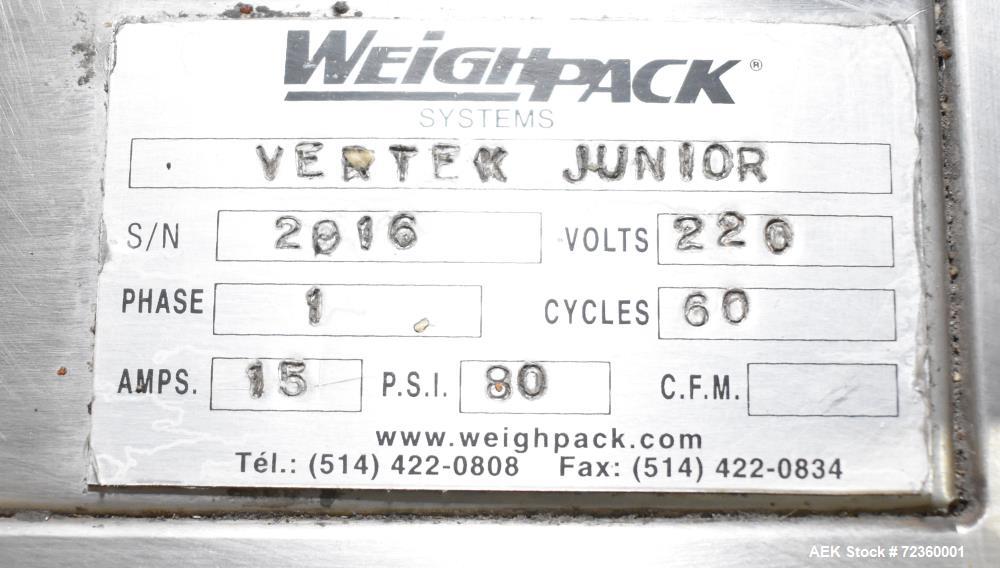 WEIGHPACK ®
SYSTEMS
VERTEK JUNIOR
S/N 2016 VOLTS 220
PHASE 1 CYCLES 60
AMPS. 15 P.S.I. 80 C.F.M.
www.weighpack.com
Tél.: (514) 422-0808 Fax: (514) 422-0834
AEK Stock # 72360001